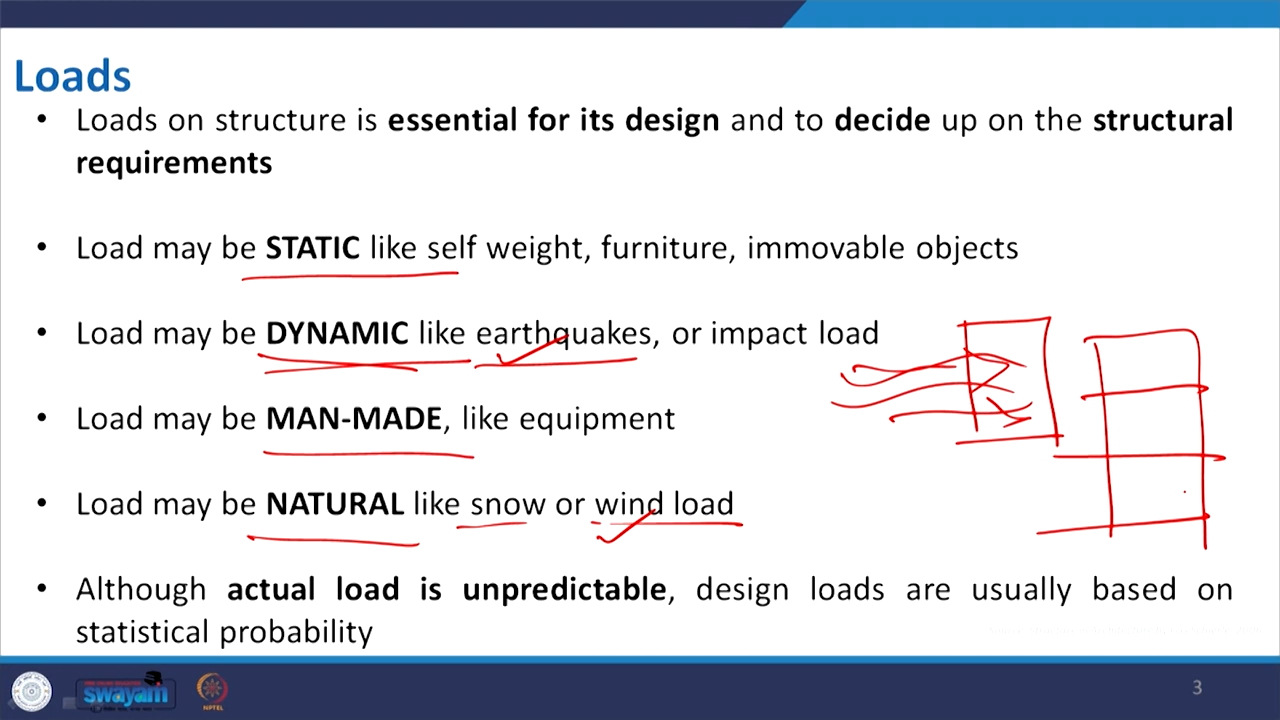 Loads
• Loads on structure is essential for its design and to decide up on the structural
requirements
• Load may be STATIC like self weight, furniture, immovable objects
• Load may be DYNAMIC like earthquakes, or impact load
• Load may be MAN-MADE, like equipment
• Load may be NATURAL like snow or wind load
• Although actual load is unpredictable, design loads are usually based on
statistical probability
swayam
NPTEL
3